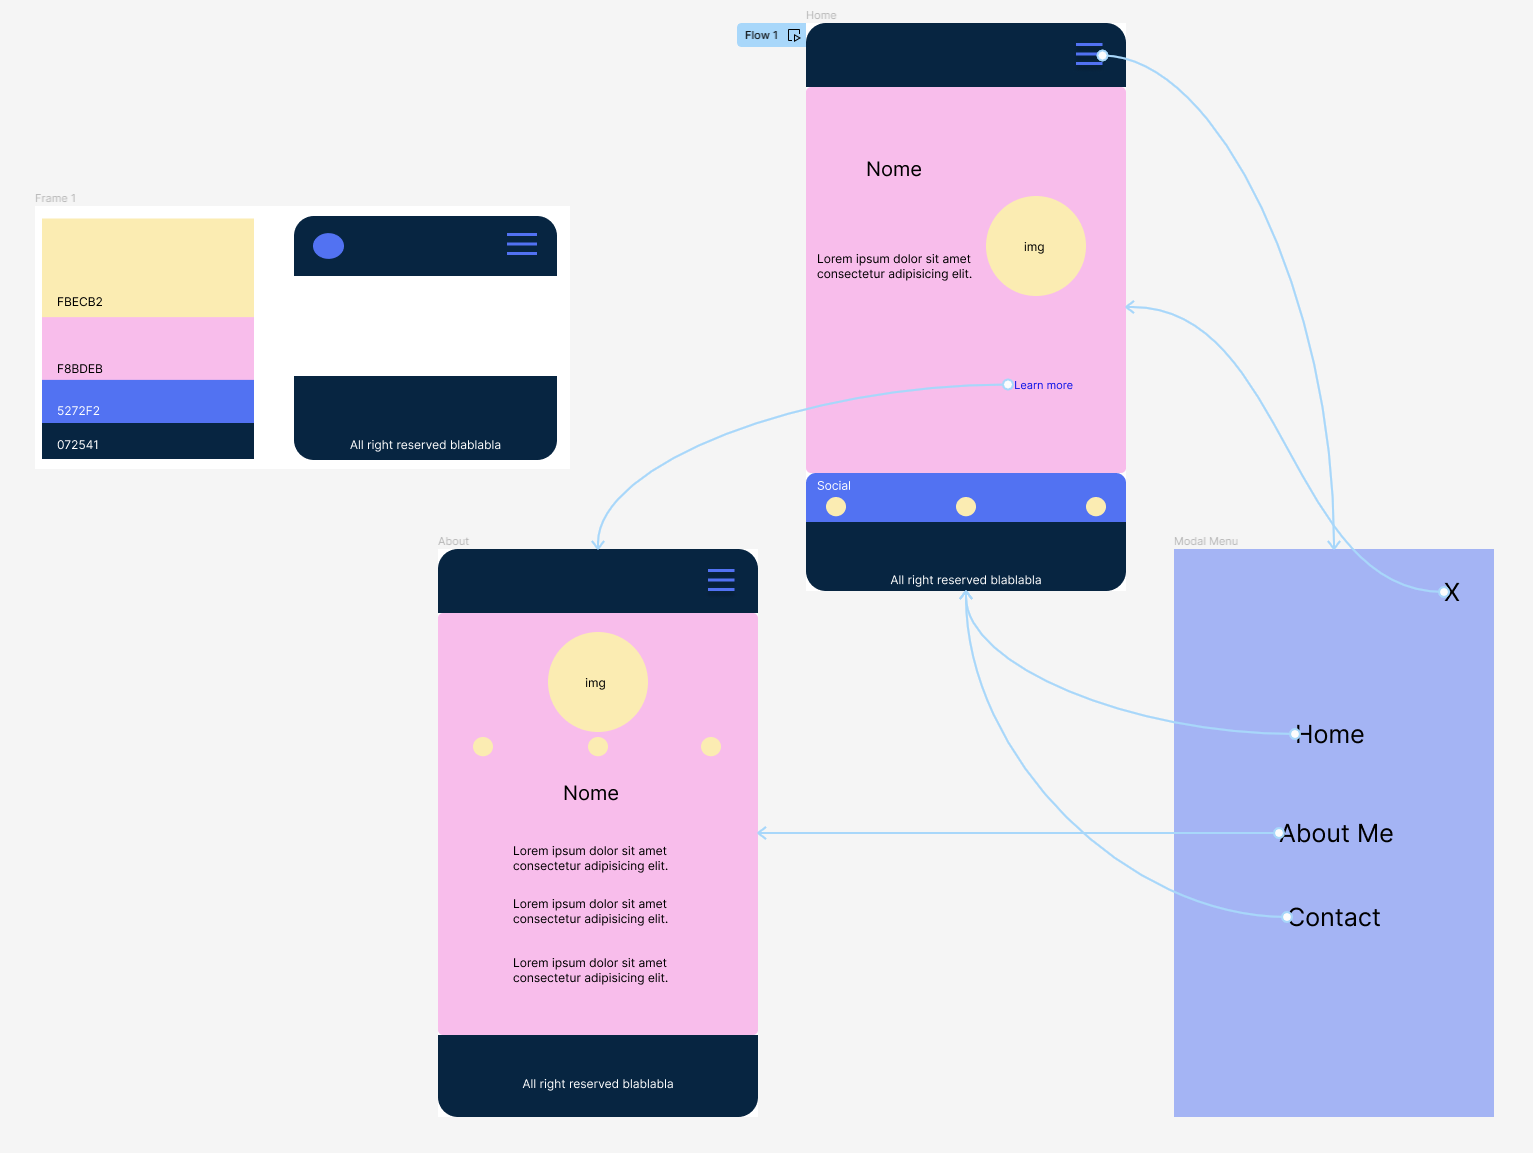 Home
Flow 1
Nome
img
Lorem ipsum dolor sit amet
consectetur adipisicing elit.
Learn more
Social
All right reserved blablabla
Frame 1
FBECB2
F8BDEB
5272F2
072541
All right reserved blablabla
About
img
Nome
Lorem ipsum dolor sit amet
consectetur adipisicing elit.
Lorem ipsum dolor sit amet
consectetur adipisicing elit.
Lorem ipsum dolor sit amet
consectetur adipisicing elit.
All right reserved blablabla
Modal Menu
X
Home
About Me
Contact